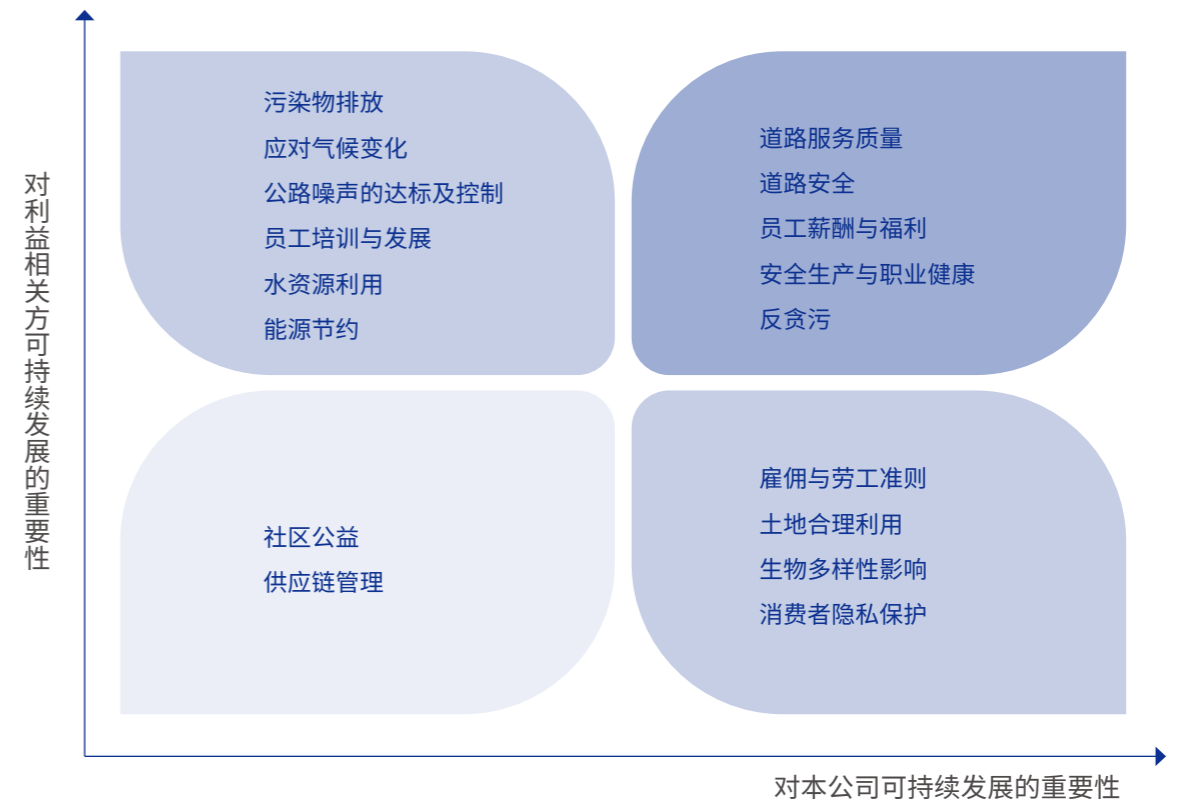 对利益相关方可持续发展的重要性
污染物排放
应对气候变化
公路噪声的达标及控制
员工培训与发展
水资源利用
能源节约
道路服务质量
道路安全
员工薪酬与福利
安全生产与职业健康
反贪污
社区公益
供应链管理
雇佣与劳工准则
土地合理利用
生物多样性影响
消费者隐私保护
对本公司可持续发展的重要性